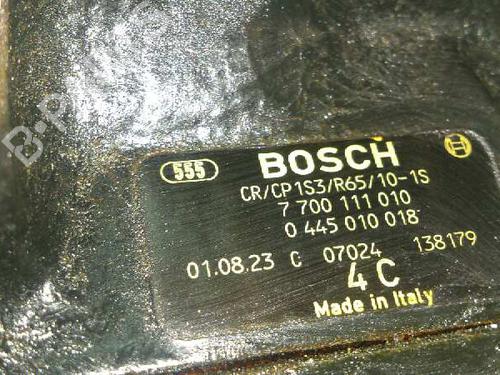 555 BOSCH
CR/CP1S3/R65/10-1S
7 700 111 010
0 445 010 018
01.08.23 C 07024 138179
4 C
Made in Italy